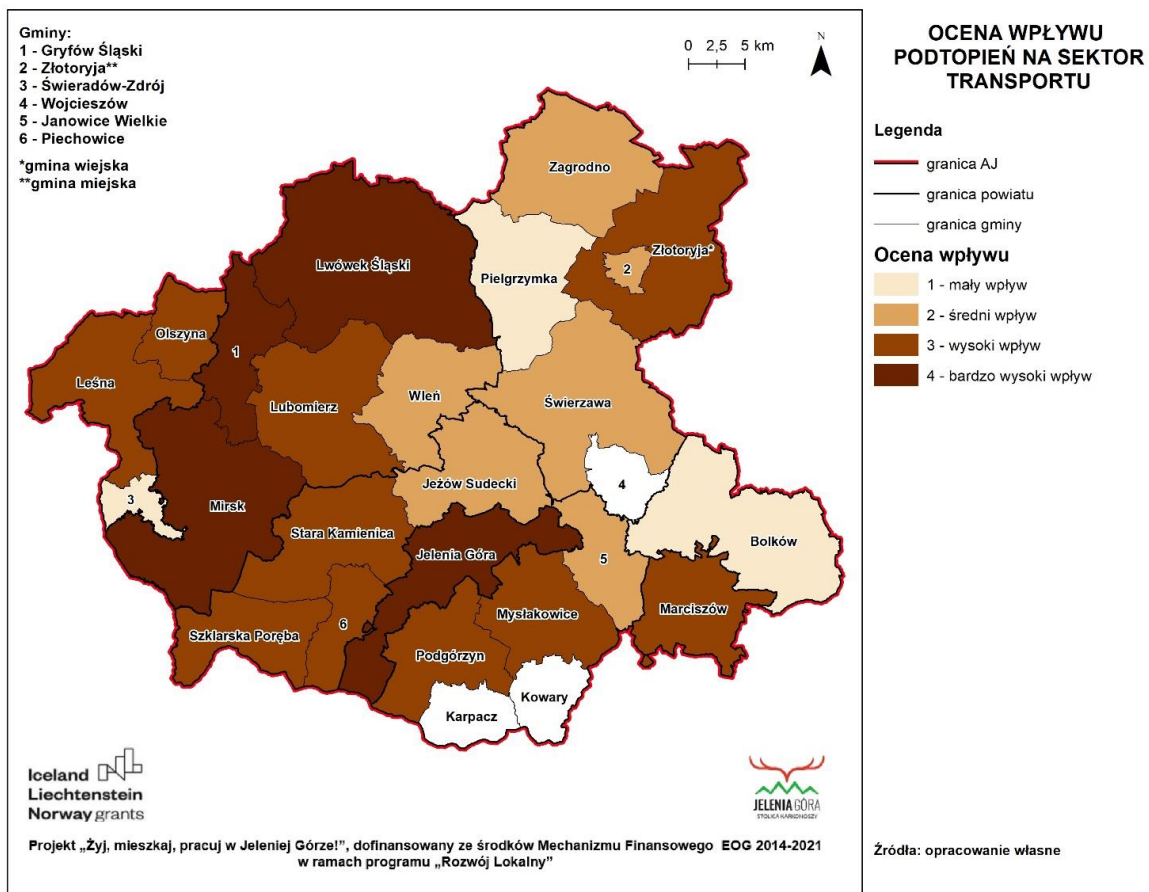 Gminy:
1 - Gryfów Śląski
2 - Złotoryja**
3 - Świeradów-Zdrój
4 - Wojcieszów
5 - Janowice Wielkie
6 - Piechowice
*gmina wiejska
**gmina miejska
0 2,5 5 km
N
Zagrodno
Lwówek Śląski
Złotoryja*
Pielgrzymka
2
Olszyna
1
Leśna
Lubomierz
Wleń
Świerzawa
Jeżów Sudecki
4
3
Mirsk
Stara Kamienica
Jelenia Góra
Bolków
5
Mysłakowice
Marciszów
6
Szklarska Poręba
Podgórzyn
Kowary
Karpacz
Iceland
Liechtenstein
Norway grants
JELENIA GÓRA
STOLICA KARKONOSZY
Projekt „Żyj, mieszkaj, pracuj w Jeleniej Górze!”, dofinansowany ze środków Mechanizmu Finansowego EOG 2014-2021
w ramach programu „Rozwój Lokalny”
OCENA WPŁYWU
PODTOPIEŃ NA SEKTOR
TRANSPORTU
Legenda
granica AJ
granica powiatu
granica gminy
Ocena wpływu
1 - mały wpływ
2 - średni wpływ
3 - wysoki wpływ
4 - bardzo wysoki wpływ
Źródła: opracowanie własne